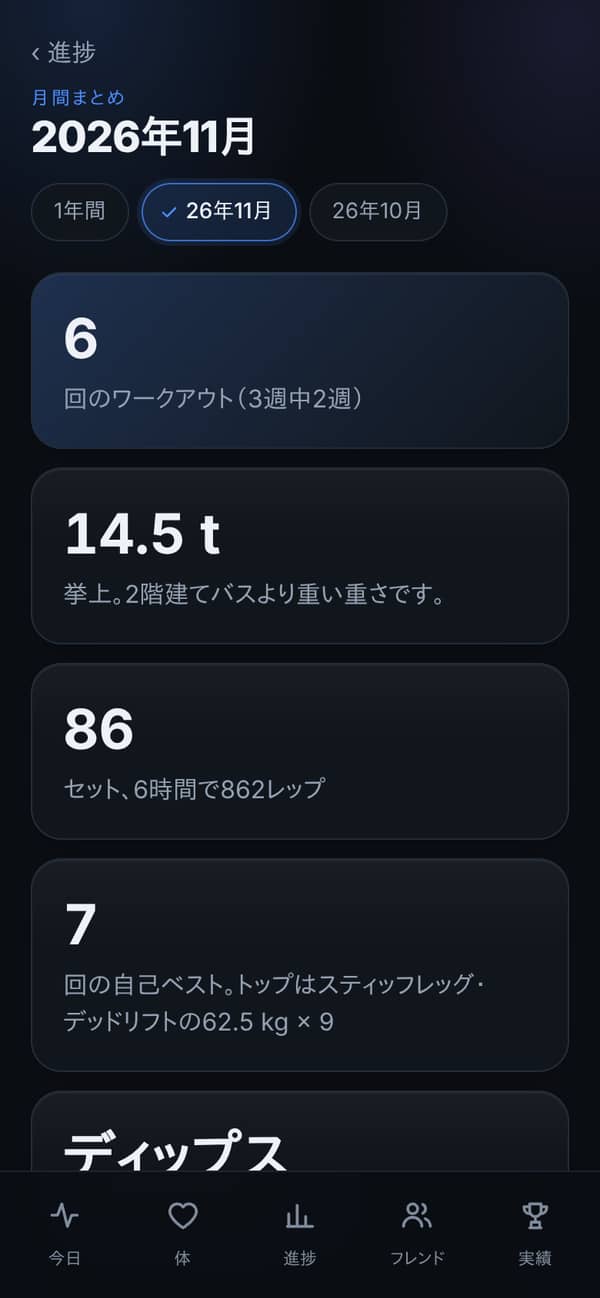 ‹ 進捗
月間まとめ
2026年11月
1年間
✓ 26年11月
26年10月
6
回のワークアウト（3週中2週）
14.5 t
挙上。2階建てバスより重い重さです。
86
セット、6時間で862レップ
7
回の自己ベスト。トップはスティッフレッグ・
デッドリフトの62.5 kg × 9
ディップス
今日
体
進捗
フレンド
実績